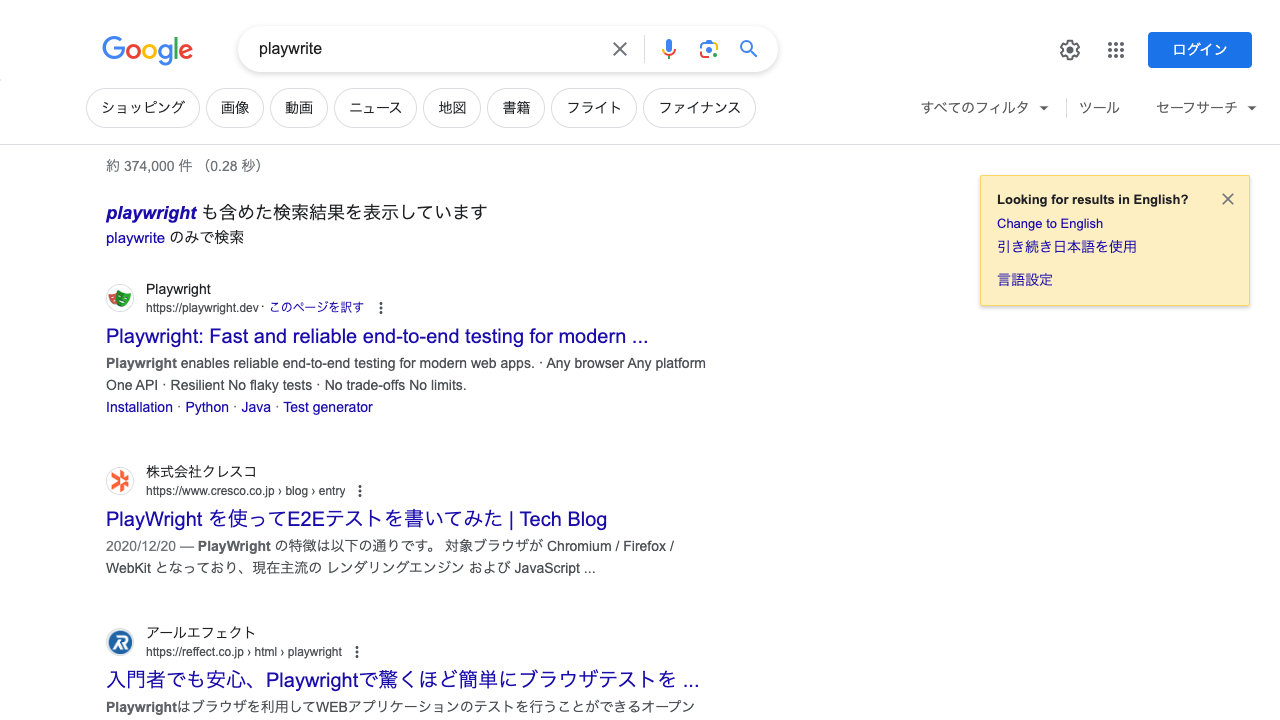 Google
playwrite
ログイン
ショッピング 画像 動画 ニュース 地図 書籍 フライト ファイナンス すべてのフィルタ ツール セーフサーチ
約 374,000 件 （0.28 秒）
playwright も含めた検索結果を表示しています
playwrite のみで検索
Looking for results in English?
Change to English
引き続き日本語を使用
言語設定
Playwright
https://playwright.dev · このページを訳す
Playwright: Fast and reliable end-to-end testing for modern ...
Playwright enables reliable end-to-end testing for modern web apps. · Any browser Any platform
One API · Resilient No flaky tests · No trade-offs No limits.
Installation · Python · Java · Test generator
株式会社クレスコ
https://www.cresco.co.jp › blog › entry
PlayWright を使ってE2Eテストを書いてみた | Tech Blog
2020/12/20 — PlayWright の特徴は以下の通りです。 対象ブラウザが Chromium / Firefox /
WebKit となっており、現在主流の レンダリングエンジン および JavaScript ...
アールエフェクト
https://reffect.co.jp › html › playwright
入門者でも安心、Playwrightで驚くほど簡単にブラウザテストを ...
Playwrightはブラウザを利用してWEBアプリケーションのテストを行うことができるオープン